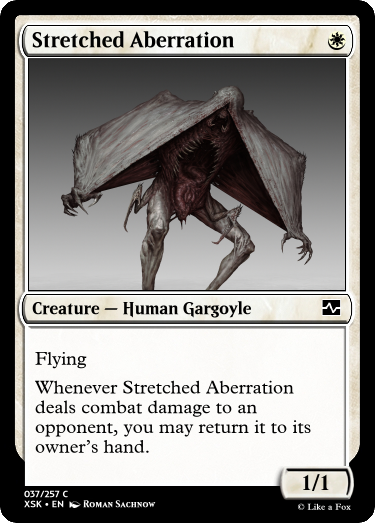 Stretched Aberration
Creature — Human Gargoyle
Flying
Whenever Stretched Aberration
deals combat damage to an
opponent, you may return it to its
owner's hand.
1/1
037/257 C
XSK • EN Roman Sachnow
© Like a Fox